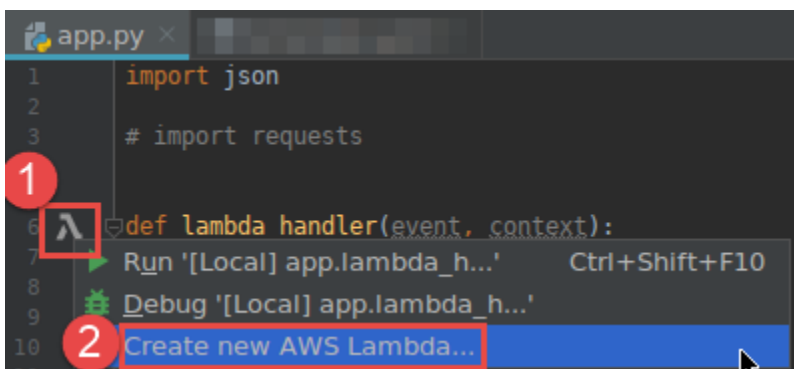 app.py
1 import json
2
3 # import requests
1
6 λ def lambda_handler(event, context):
7 Run '[Local] app.lambda_h...' Ctrl+Shift+F10
8
9 Debug '[Local] app.lambda_h...'
10 2 Create new AWS Lambda...